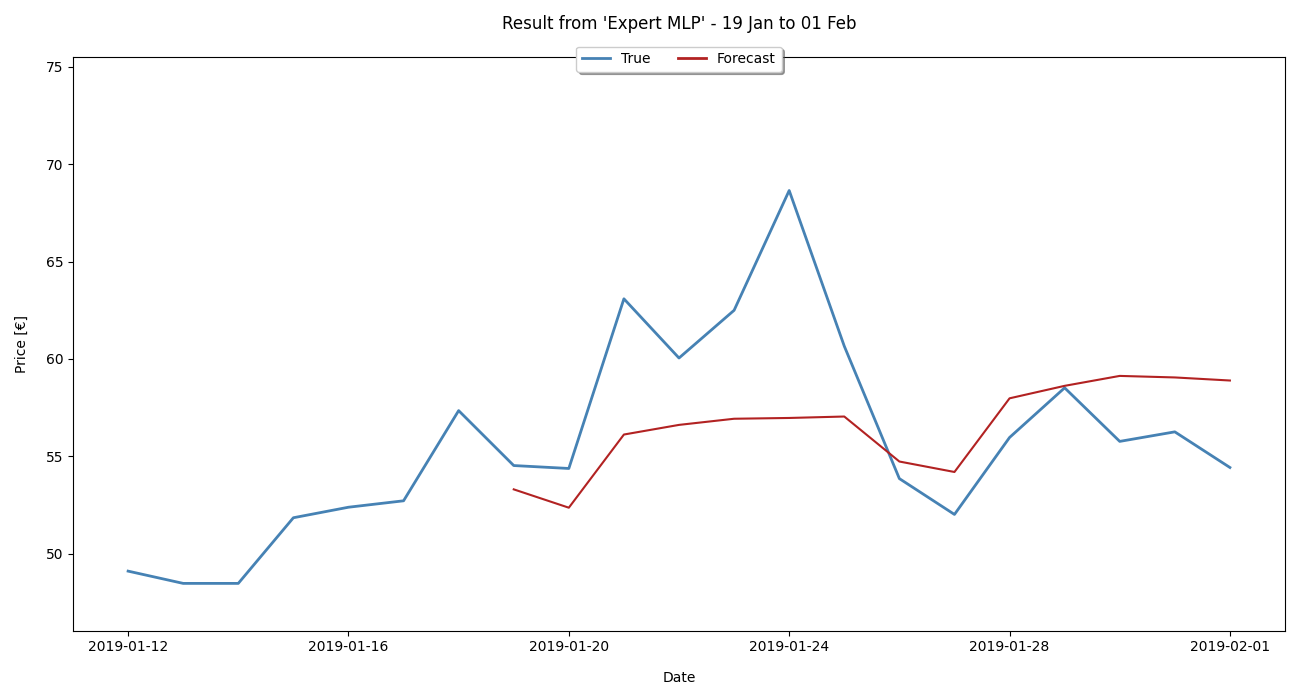 Result from 'Expert MLP' - 19 Jan to 01 Feb
True Forecast
75
70
65
60
55
50
Price [€]
2019-01-12 2019-01-16 2019-01-20 2019-01-24 2019-01-28 2019-02-01
Date